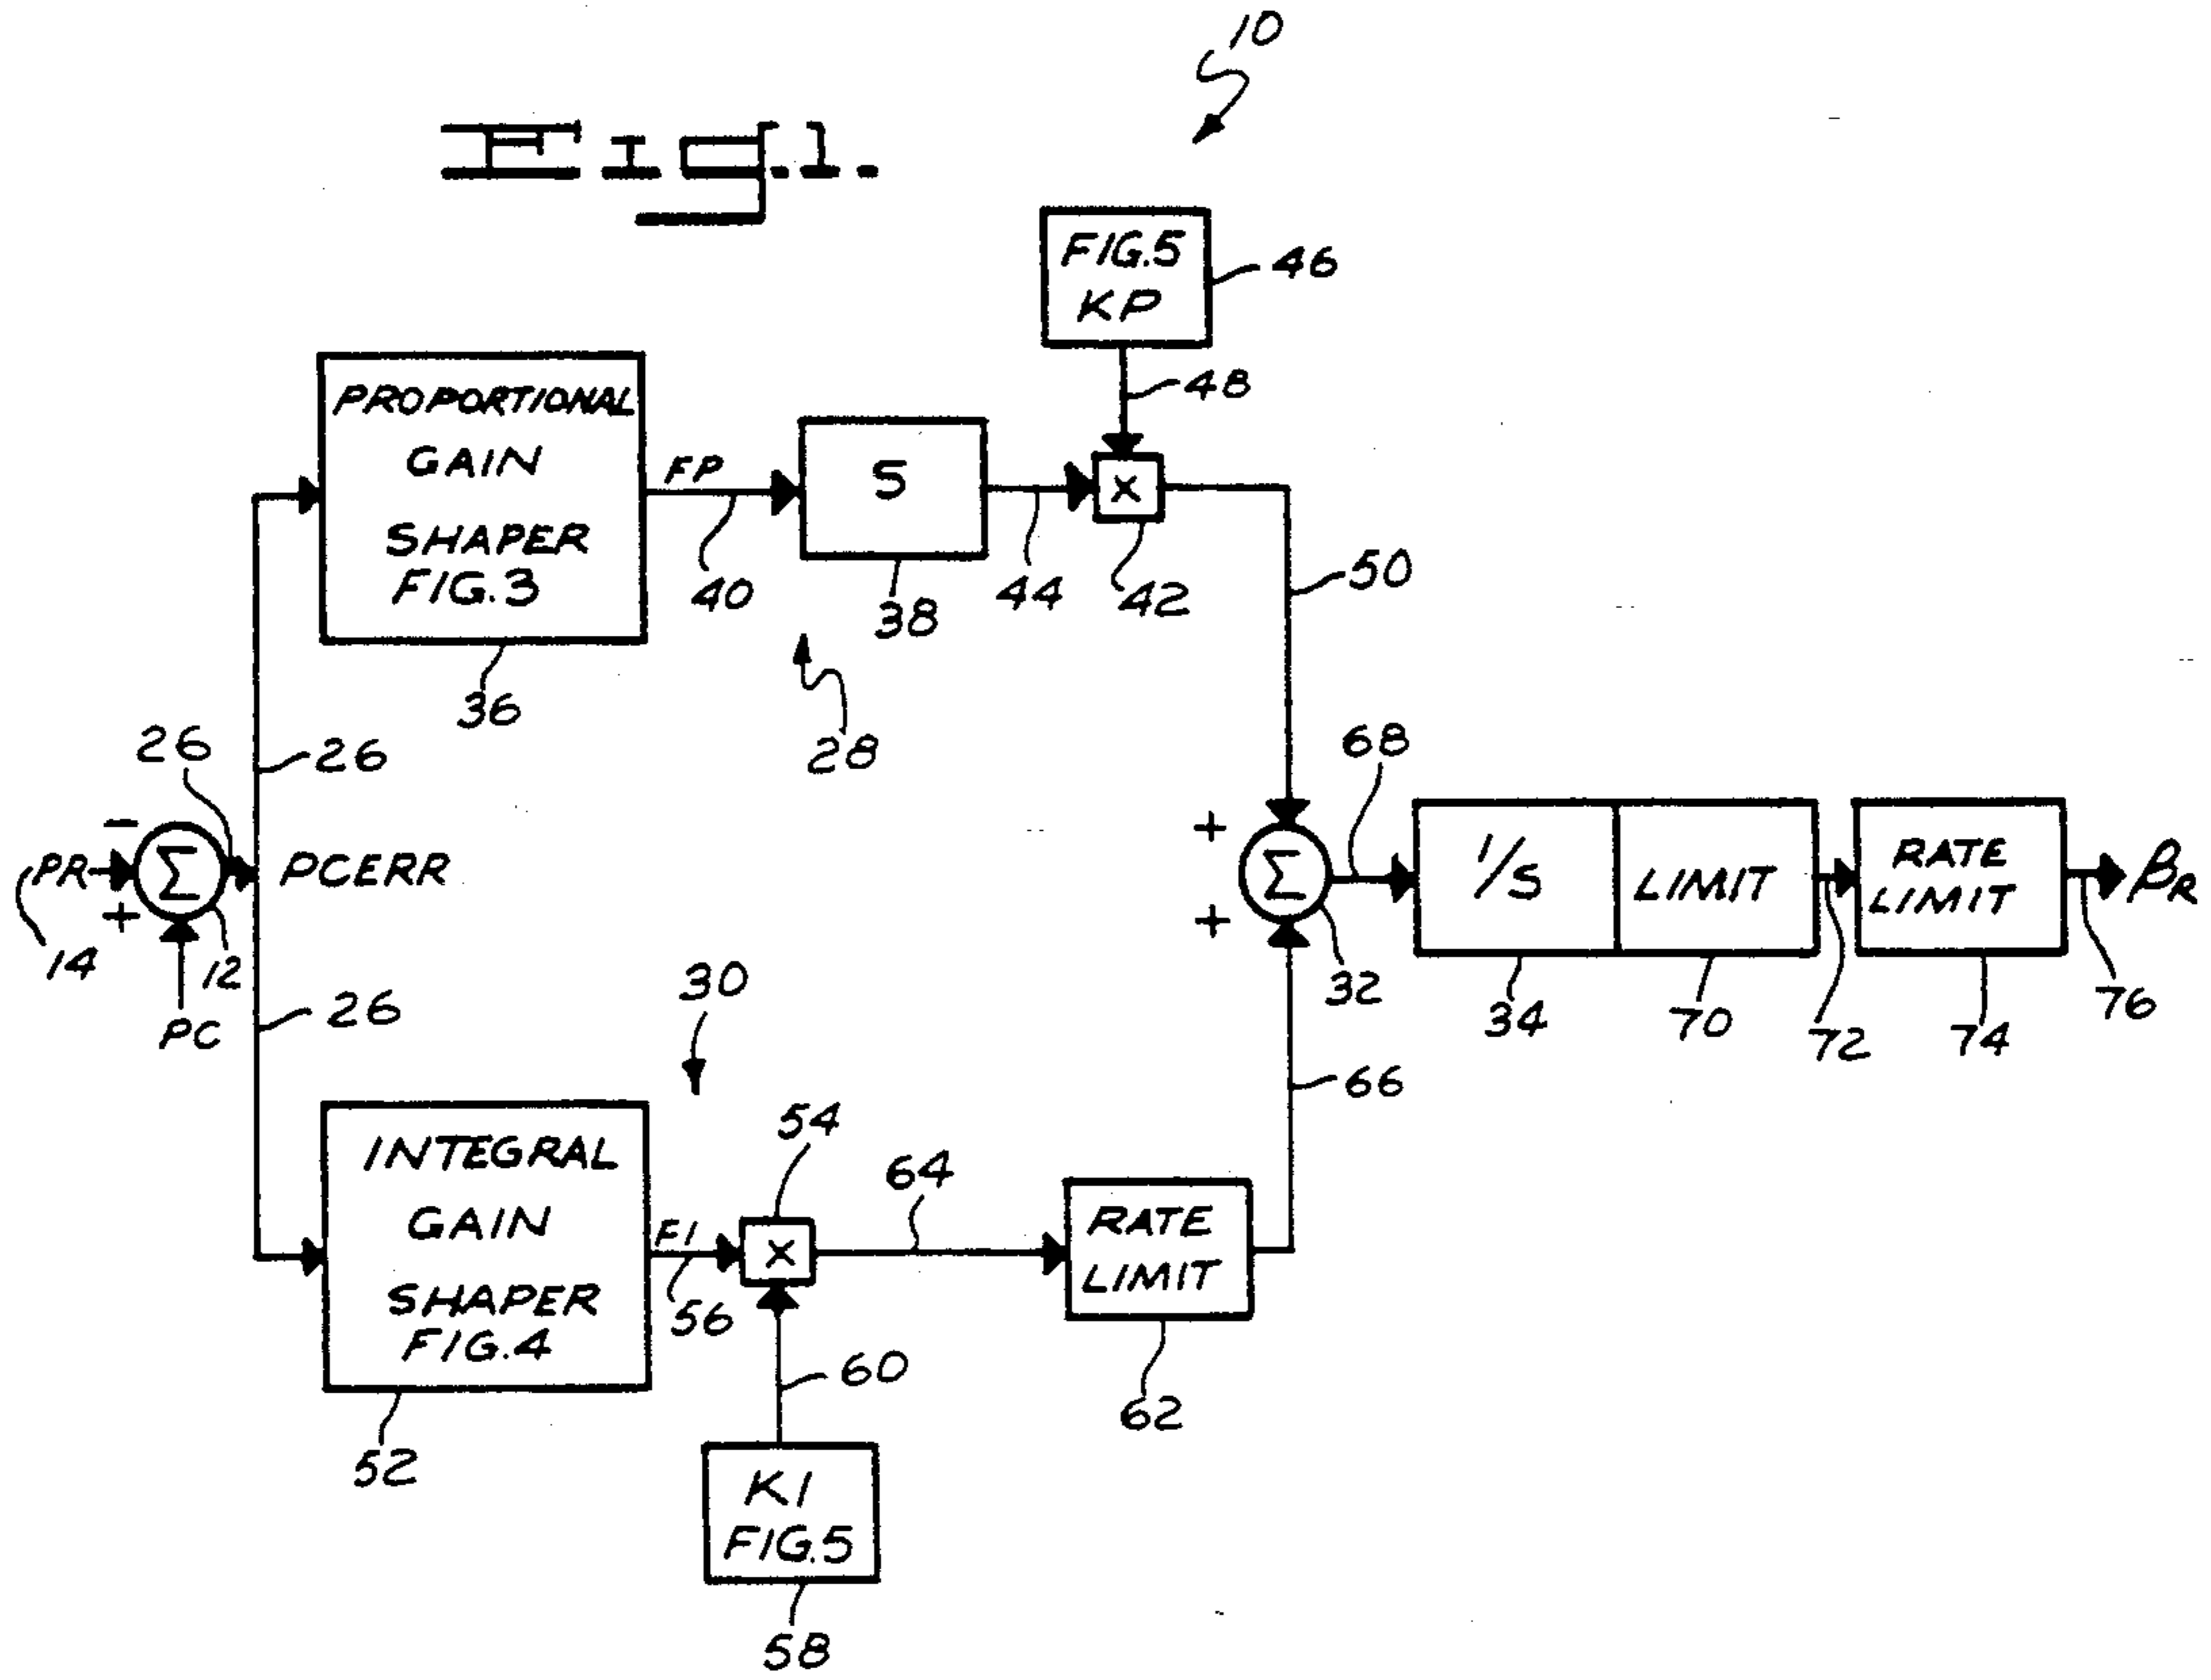 Fig. 1.
10
FIG. 5
KP
46
48
PROPORTIONAL
GAIN
SHAPER
FIG. 3
36
FP
40
S
38
44
X
42
50
28
26
26
26
−
PR
14
+
Σ
12
PC
PCERR
30
INTEGRAL
GAIN
SHAPER
FIG. 4
52
FI
56
54
X
60
KI
FIG. 5
58
64
RATE
LIMIT
62
66
+
+
Σ
32
68
1/S
34
LIMIT
70
72
RATE
LIMIT
74
76
βR